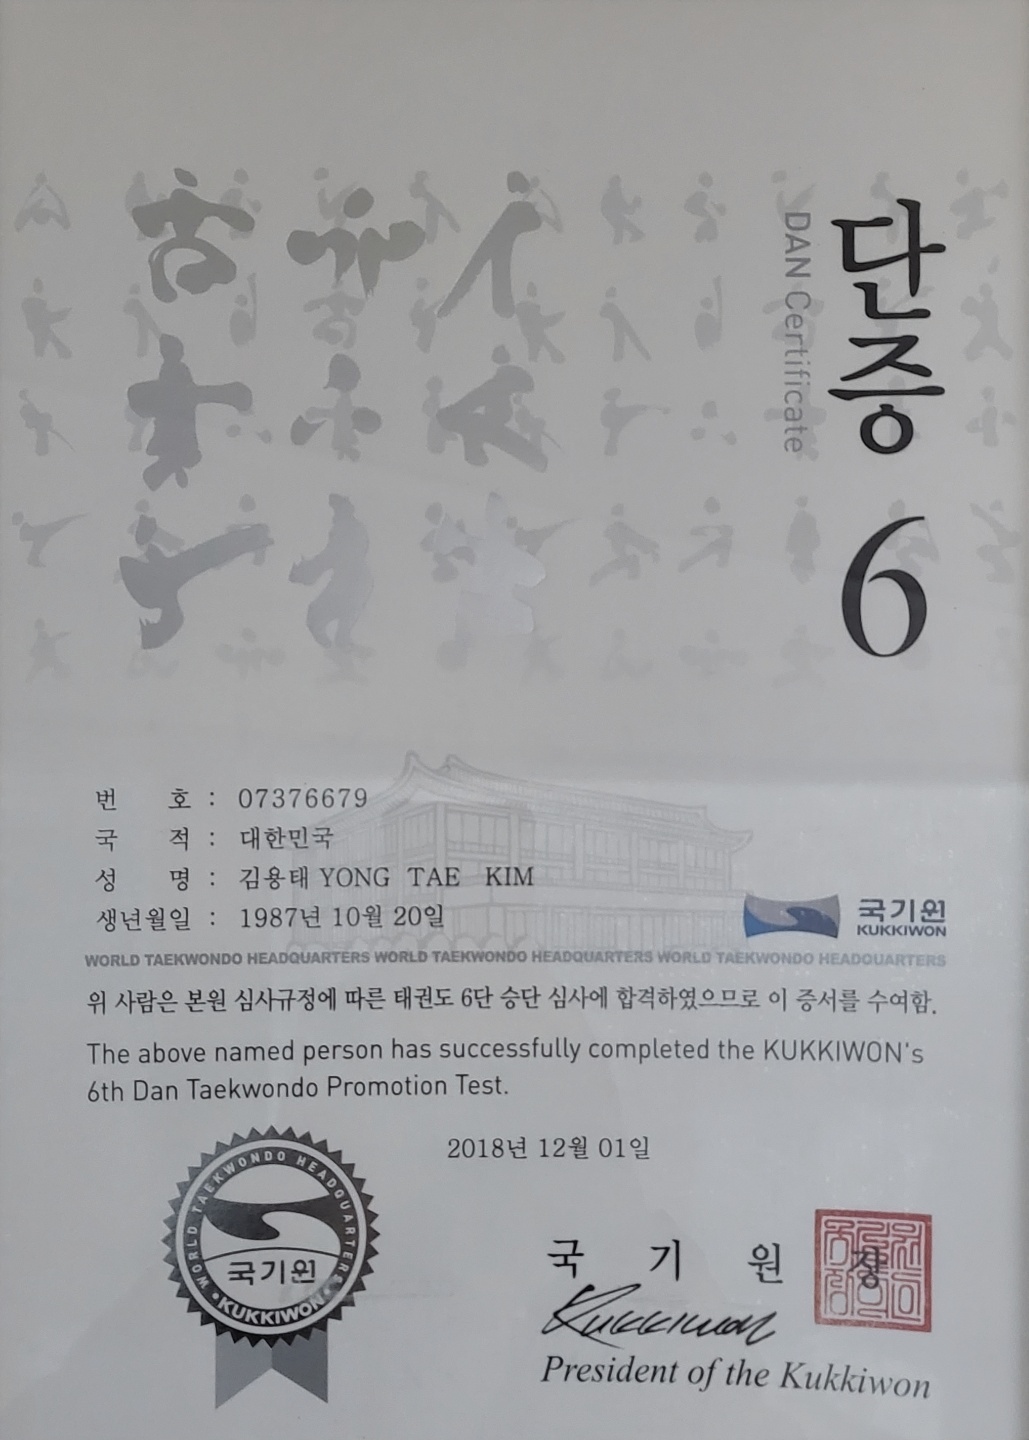 단증 6
DAN Certificate
번 호 : 07376679
국 적 : 대한민국
성 명 : 김용태 YONG TAE KIM
생년월일 : 1987년 10월 20일
국기원
KUKKIWON
WORLD TAEKWONDO HEADQUARTERS WORLD TAEKWONDO HEADQUARTERS WORLD TAEKWONDO HEADQUARTERS
위 사람은 본원 심사규정에 따른 태권도 6단 승단 심사에 합격하였으므로 이 증서를 수여함.
The above named person has successfully completed the KUKKIWON's
6th Dan Taekwondo Promotion Test.
2018년 12월 01일
WORLD TAEKWONDO HEADQUARTERS
국기원
KUKKIWON
국 기 원 장
Kukkiwon
President of the Kukkiwon